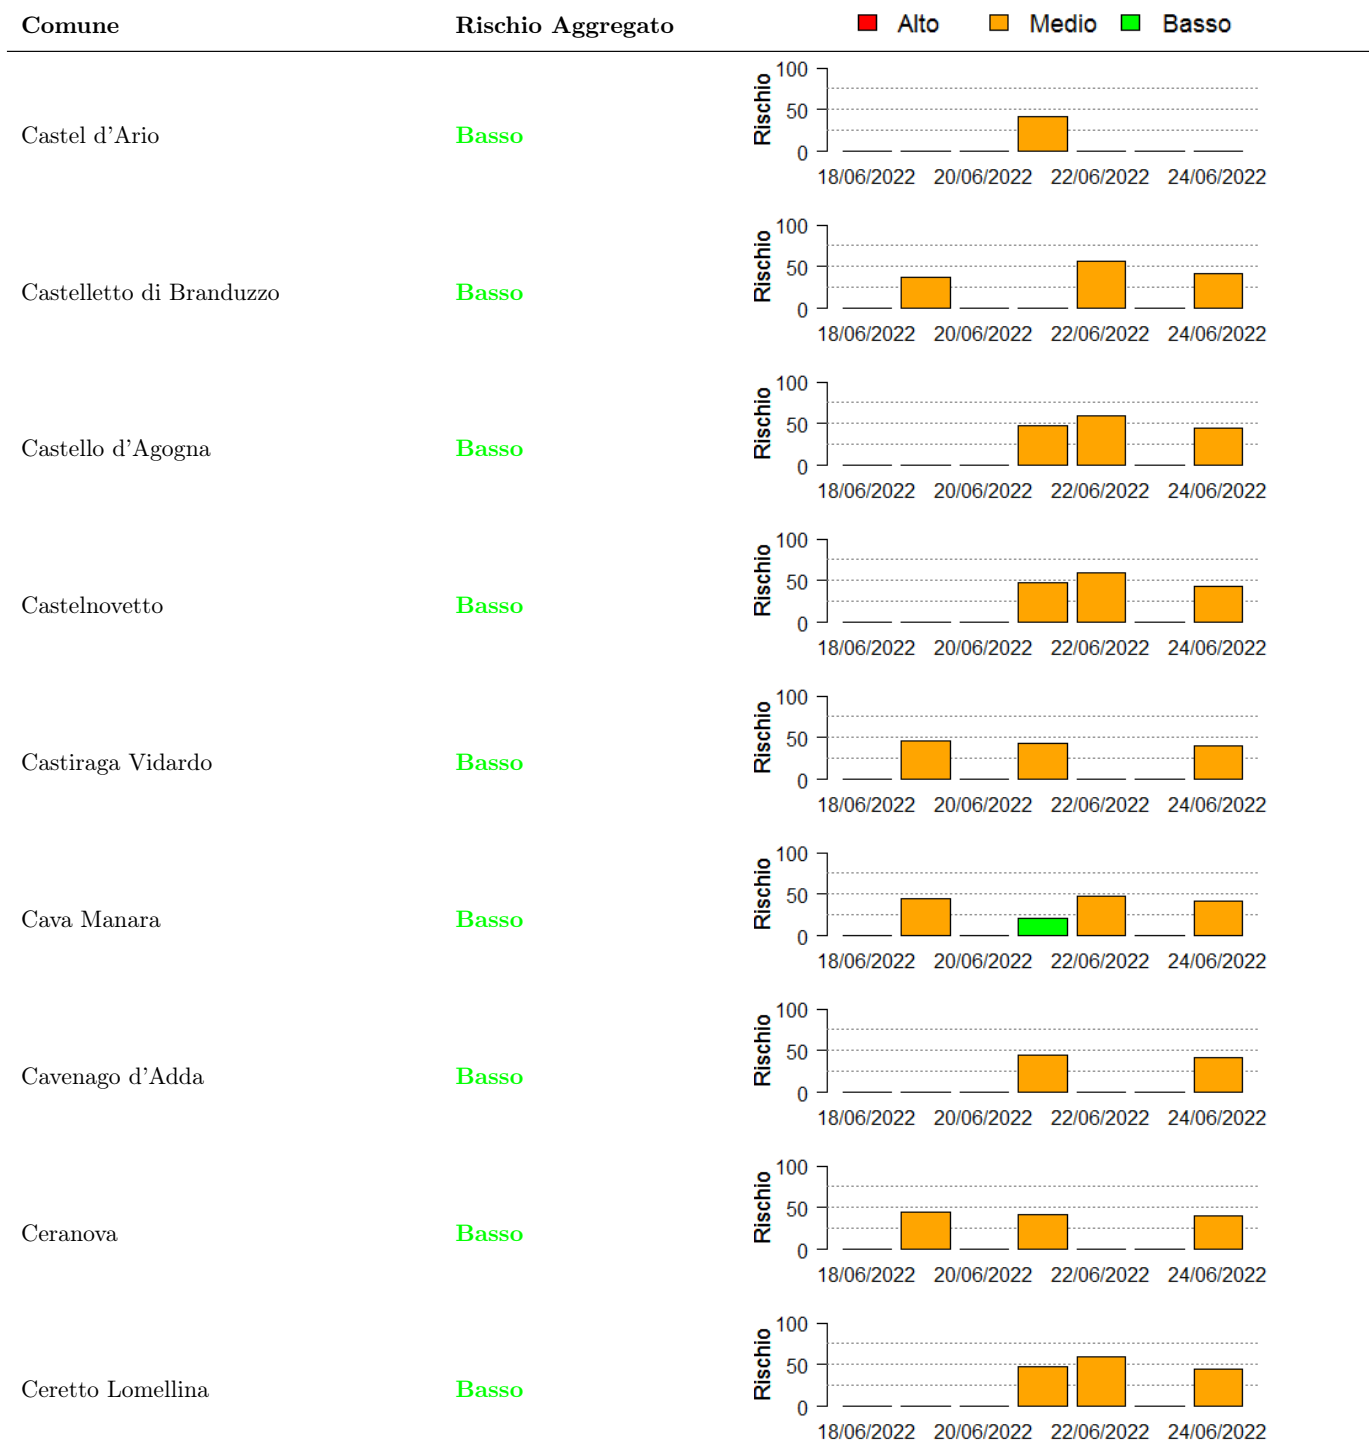 Comune Rischio Aggregato Alto Medio Basso
100
50
0
Rischio
Castel d'Ario Basso
18/06/2022 20/06/2022 22/06/2022 24/06/2022
100
50
0
Rischio
Castelletto di Branduzzo Basso
18/06/2022 20/06/2022 22/06/2022 24/06/2022
100
50
0
Rischio
Castello d'Agogna Basso
18/06/2022 20/06/2022 22/06/2022 24/06/2022
100
50
0
Rischio
Castelnovetto Basso
18/06/2022 20/06/2022 22/06/2022 24/06/2022
100
50
0
Rischio
Castiraga Vidardo Basso
18/06/2022 20/06/2022 22/06/2022 24/06/2022
100
50
0
Rischio
Cava Manara Basso
18/06/2022 20/06/2022 22/06/2022 24/06/2022
100
50
0
Rischio
Cavenago d'Adda Basso
18/06/2022 20/06/2022 22/06/2022 24/06/2022
100
50
0
Rischio
Ceranova Basso
18/06/2022 20/06/2022 22/06/2022 24/06/2022
100
50
0
Rischio
Ceretto Lomellina Basso
18/06/2022 20/06/2022 22/06/2022 24/06/2022